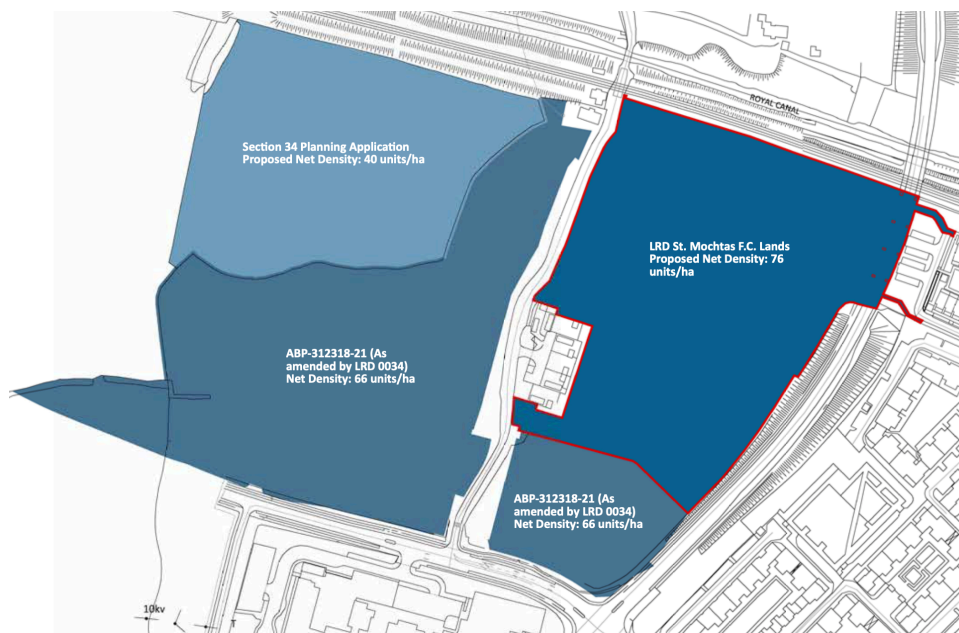 ROYAL CANAL
Section 34 Planning Application
Proposed Net Density: 40 units/ha
LRD St. Mochtas F.C. Lands
Proposed Net Density: 76
units/ha
ABP-312318-21 (As
amended by LRD 0034)
Net Density: 66 units/ha
ABP-312318-21 (As
amended by LRD 0034)
Net Density: 66 units/ha
10kv
T